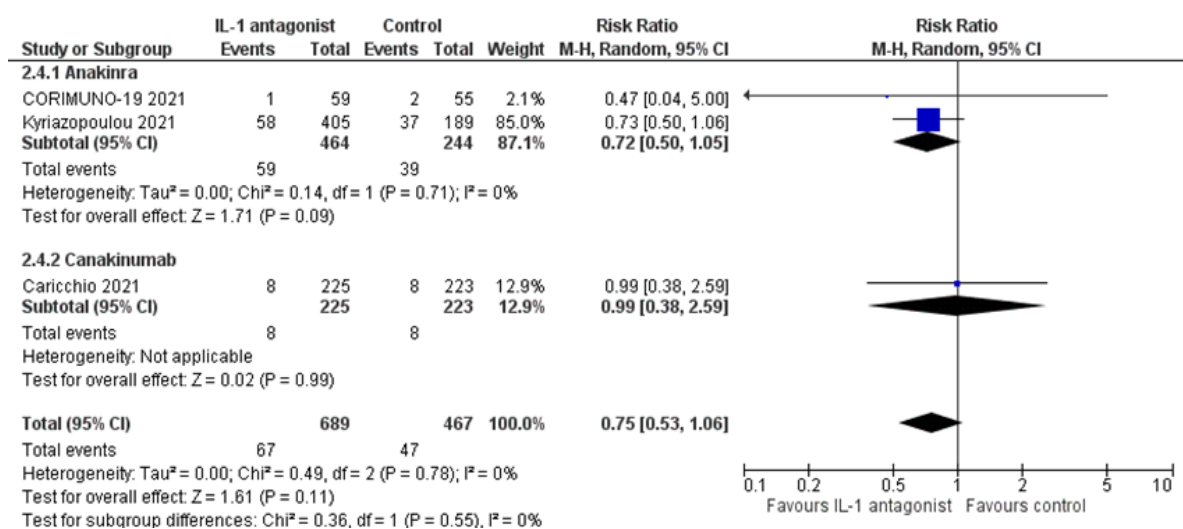 IL-1 antagonist Control Risk Ratio Risk Ratio
Study or Subgroup Events Total Events Total Weight M-H, Random, 95% CI M-H, Random, 95% CI
2.4.1 Anakinra
CORIMUNO-19 2021 1 59 2 55 2.1% 0.47 [0.04, 5.00]
Kyriazopoulou 2021 58 405 37 189 85.0% 0.73 [0.50, 1.06]
Subtotal (95% CI) 464 244 87.1% 0.72 [0.50, 1.05]
Total events 59 39
Heterogeneity: Tau² = 0.00; Chi² = 0.14, df = 1 (P = 0.71); I² = 0%
Test for overall effect: Z = 1.71 (P = 0.09)
2.4.2 Canakinumab
Caricchio 2021 8 225 8 223 12.9% 0.99 [0.38, 2.59]
Subtotal (95% CI) 225 223 12.9% 0.99 [0.38, 2.59]
Total events 8 8
Heterogeneity: Not applicable
Test for overall effect: Z = 0.02 (P = 0.99)
Total (95% CI) 689 467 100.0% 0.75 [0.53, 1.06]
Total events 67 47
Heterogeneity: Tau² = 0.00; Chi² = 0.49, df = 2 (P = 0.78); I² = 0%
Test for overall effect: Z = 1.61 (P = 0.11)
Test for subgroup differences: Chi² = 0.36, df = 1 (P = 0.55), I² = 0%
0.1 0.2 0.5 1 2 5 10
Favours IL-1 antagonist Favours control